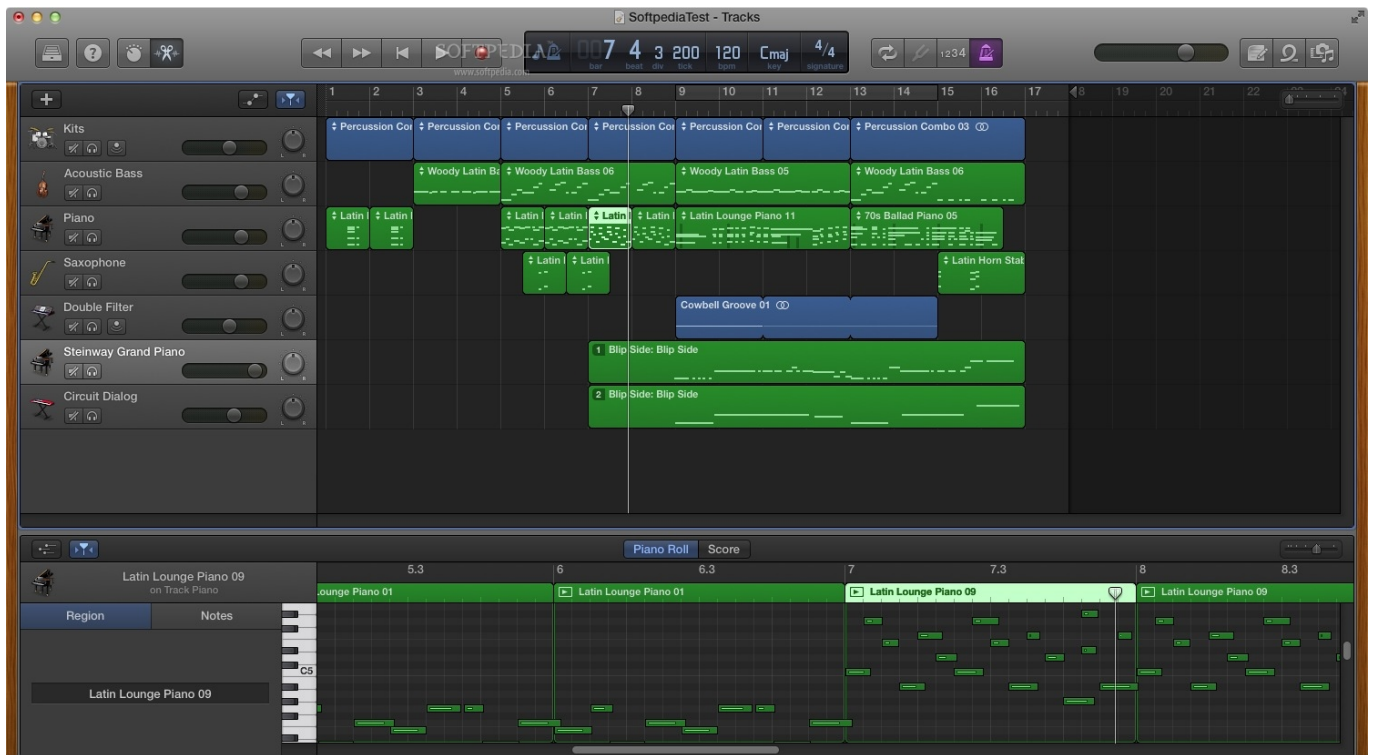 SoftpediaTest - Tracks
SOFTPEDIA
www.softpedia.com
007 4 3 200 120 Cmaj 4/4
bar beat div tick bpm key signature
1234
1 2 3 4 5 6 7 8 9 10 11 12 13 14 15 16 17 18 19 20 21 22 24
Kits
Percussion Cor Percussion Cor Percussion Cor Percussion Cor Percussion Cor Percussion Cor Percussion Combo 03
Acoustic Bass
Woody Latin Ba Woody Latin Bass 06 Woody Latin Bass 05 Woody Latin Bass 06
Piano
Latin Latin Latin Latin Latin Latin Latin Lounge Piano 11 70s Ballad Piano 05
Saxophone
Latin Latin Latin Horn Stab
Double Filter
Cowbell Groove 01
Steinway Grand Piano
1 Blip Side: Blip Side
Circuit Dialog
2 Blip Side: Blip Side
L R
Piano Roll Score
Latin Lounge Piano 09
on Track Piano
5.3 6 6.3 7 7.3 8 8.3
Lounge Piano 01 Latin Lounge Piano 01 Latin Lounge Piano 09 Latin Lounge Piano 09
Region Notes
C5
Latin Lounge Piano 09